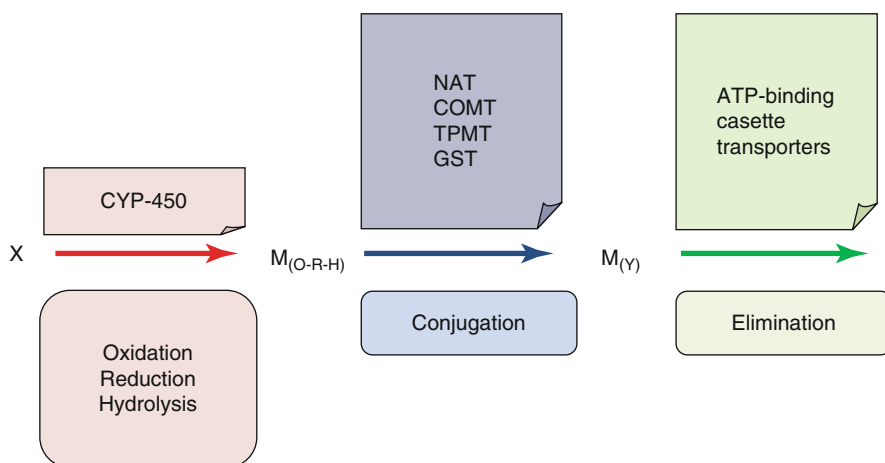 NAT
COMT
TPMT
GST
ATP-binding
casette
transporters
CYP-450
X
M(O-R-H)
M(Y)
Oxidation
Reduction
Hydrolysis
Conjugation
Elimination